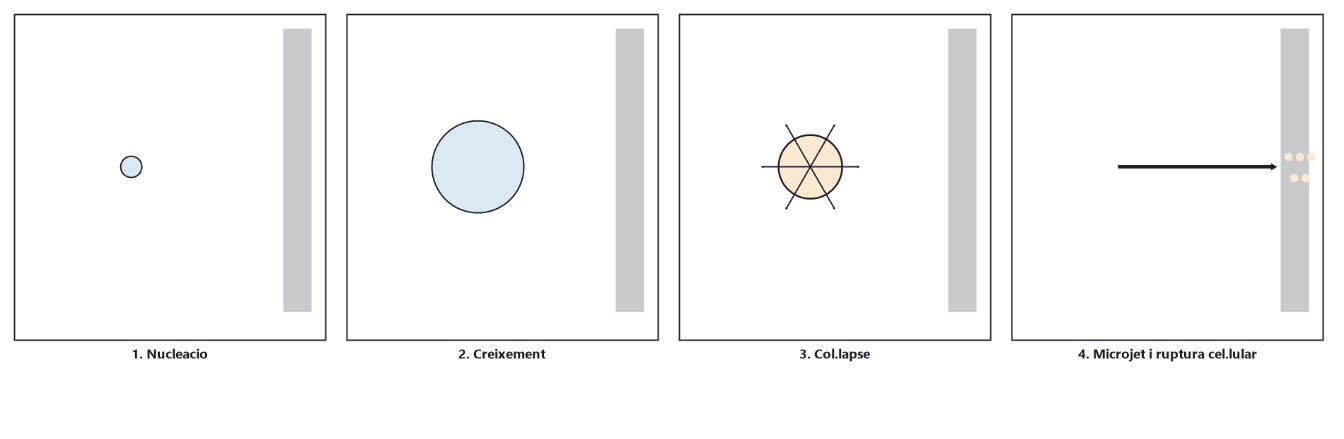 1. Nucleacio
2. Creixement
3. Col.lapse
4. Microjet i ruptura cel.lular